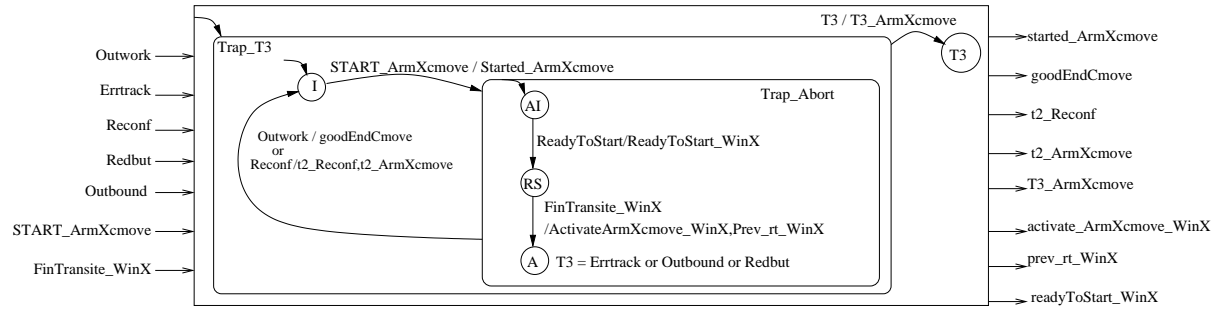 Outwork
Errtrack
Reconf
Redbut
Outbound
START_ArmXcmove
FinTransite_WinX
Trap_T3
I
START_ArmXcmove / Started_ArmXcmove
Outwork / goodEndCmove
or
Reconf/t2_Reconf,t2_ArmXcmove
Trap_Abort
AI
ReadyToStart/ReadyToStart_WinX
RS
FinTransite_WinX
/ActivateArmXcmove_WinX,Prev_rt_WinX
A
T3 = Errtrack or Outbound or Redbut
T3 / T3_ArmXcmove
T3
started_ArmXcmove
goodEndCmove
t2_Reconf
t2_ArmXcmove
T3_ArmXcmove
activate_ArmXcmove_WinX
prev_rt_WinX
readyToStart_WinX